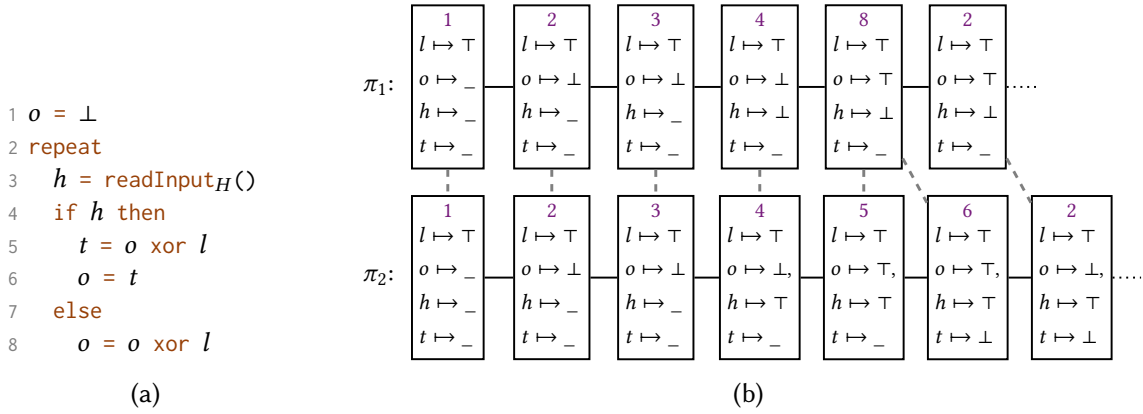 1 o = ⊥
2 repeat
3 h = readInput_H()
4 if h then
5 t = o xor l
6 o = t
7 else
8 o = o xor l
(a)
π₁:
1
l ↦ ⊤
o ↦ _
h ↦ _
t ↦ _
2
l ↦ ⊤
o ↦ ⊥
h ↦ _
t ↦ _
3
l ↦ ⊤
o ↦ ⊥
h ↦ _
t ↦ _
4
l ↦ ⊤
o ↦ ⊥
h ↦ ⊥
t ↦ _
8
l ↦ ⊤
o ↦ ⊤
h ↦ ⊥
t ↦ _
2
l ↦ ⊤
o ↦ ⊤
h ↦ ⊥
t ↦ _
π₂:
1
l ↦ ⊤
o ↦ _
h ↦ _
t ↦ _
2
l ↦ ⊤
o ↦ ⊥
h ↦ _
t ↦ _
3
l ↦ ⊤
o ↦ ⊥
h ↦ _
t ↦ _
4
l ↦ ⊤
o ↦ ⊥,
h ↦ ⊤
t ↦ _
5
l ↦ ⊤
o ↦ ⊤,
h ↦ ⊤
t ↦ _
6
l ↦ ⊤
o ↦ ⊤,
h ↦ ⊤
t ↦ ⊥
2
l ↦ ⊤
o ↦ ⊥,
h ↦ ⊤
t ↦ ⊥
(b)